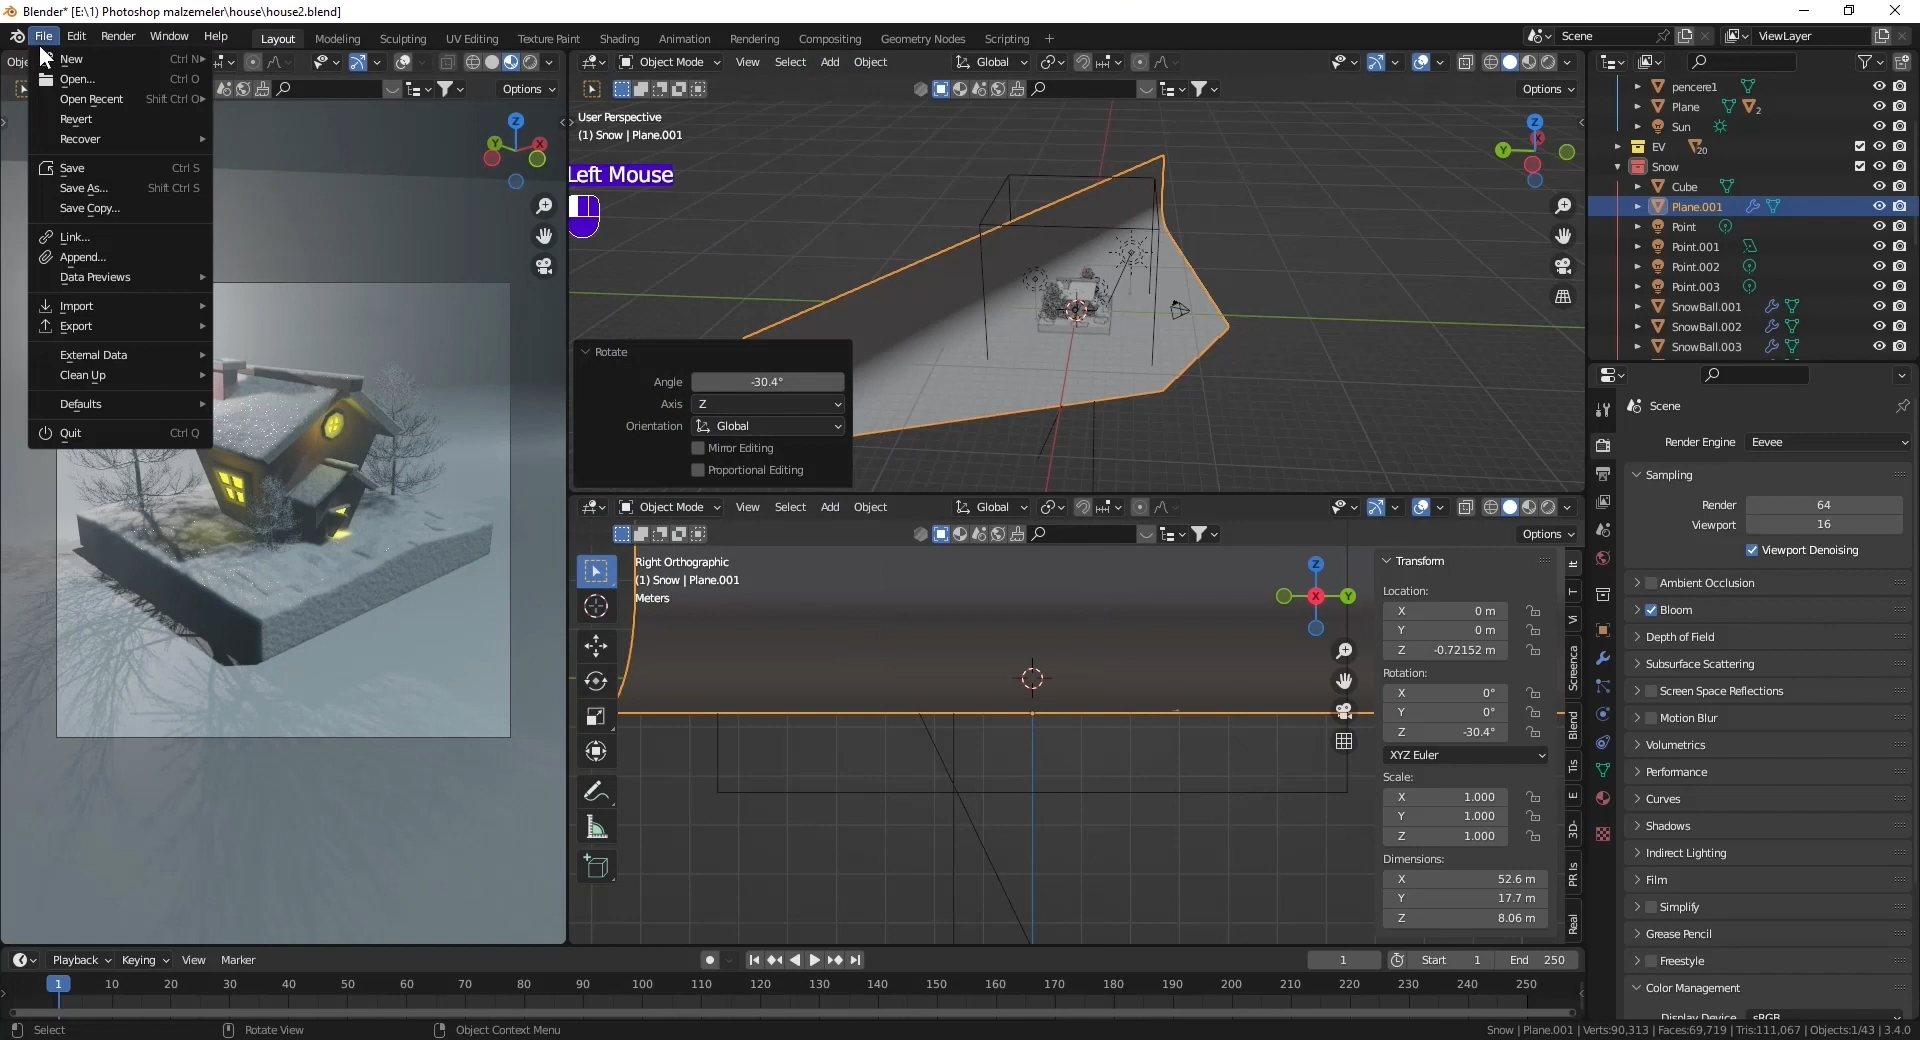 Blender* [E:\1) Photoshop malzemeler\house\house2.blend]
File Edit Render Window Help
Layout Modeling Sculpting UV Editing Texture Paint Shading Animation Rendering Compositing Geometry Nodes Scripting +
Scene
ViewLayer
New Ctrl N
Open... Ctrl O
Open Recent Shift Ctrl O
Revert
Recover
Save Ctrl S
Save As... Shift Ctrl S
Save Copy...
Link...
Append...
Data Previews
Import
Export
External Data
Clean Up
Defaults
Quit Ctrl Q
Options
Object Mode View Select Add Object Global
Options
User Perspective
(1) Snow | Plane.001
Left Mouse
Z
Y
X
Z
Y
X
Rotate
Angle -30.4°
Axis Z
Orientation Global
Mirror Editing
Proportional Editing
Object Mode View Select Add Object Global
Options
Right Orthographic
(1) Snow | Plane.001
Meters
Z
X
Y
Transform
Location:
X 0 m
Y 0 m
Z -0.72152 m
Rotation:
X 0°
Y 0°
Z -30.4°
XYZ Euler
Scale:
X 1.000
Y 1.000
Z 1.000
Dimensions:
X 52.6 m
Y 17.7 m
Z 8.06 m
It
T
Vi
Screenca
Blend
Tis
E
3D-
PR Is
Real
pencere1
Plane 2
Sun
EV 20
Snow
Cube
Plane.001
Point
Point.001
Point.002
Point.003
SnowBall.001
SnowBall.002
SnowBall.003
Scene
Render Engine Eevee
Sampling
Render 64
Viewport 16
Viewport Denoising
Ambient Occlusion
Bloom
Depth of Field
Subsurface Scattering
Screen Space Reflections
Motion Blur
Volumetrics
Performance
Curves
Shadows
Indirect Lighting
Film
Simplify
Grease Pencil
Freestyle
Color Management
Display Device sRGB
Playback Keying View Marker
1 Start 1 End 250
1 10 20 30 40 50 60 70 80 90 100 110 120 130 140 150 160 170 180 190 200 210 220 230 240 250
Select Rotate View Object Context Menu
Snow | Plane.001 | Verts:90,313 | Faces:69,719 | Tris:111,067 | Objects:1/43 | 3.4.0